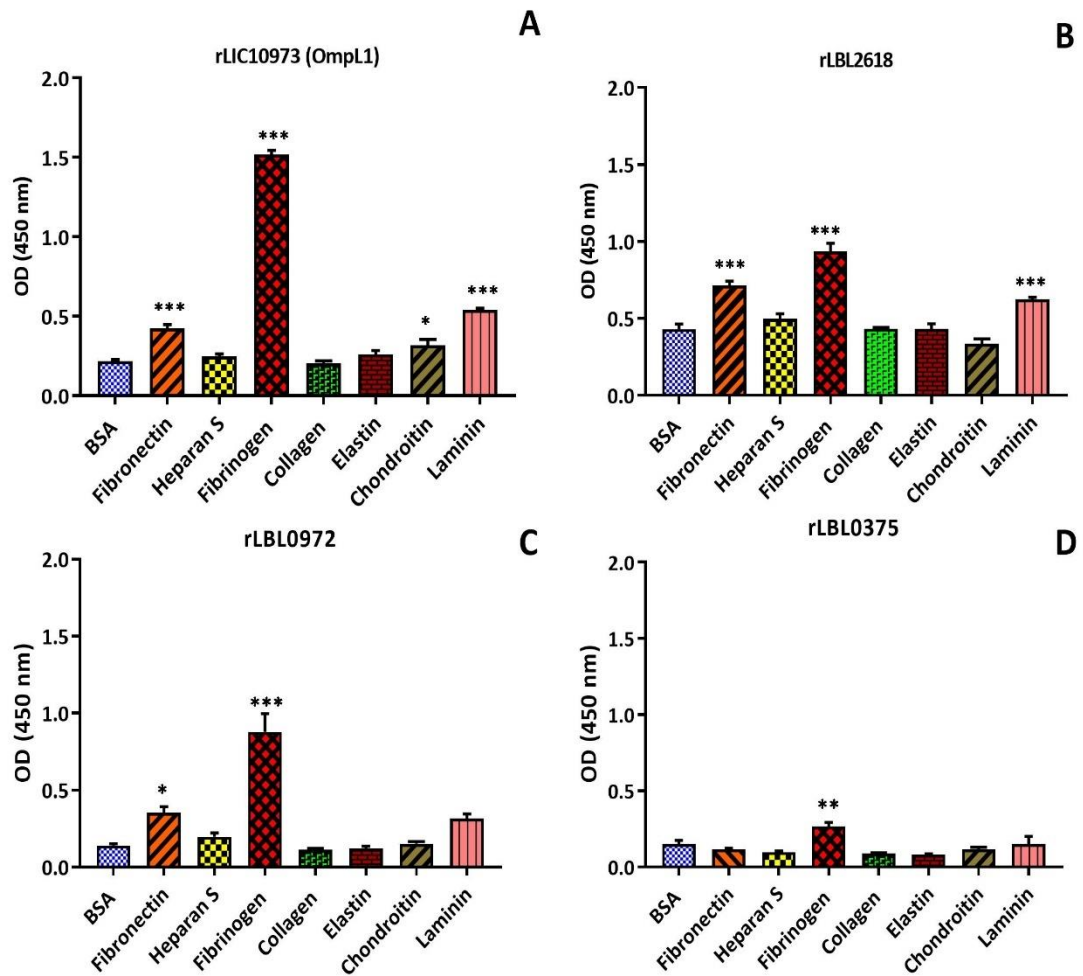 A
rLIC10973 (OmpL1)
OD (450 nm)
2.0
1.5
1.0
0.5
0.0
***
***
*
***
BSA
Fibronectin
Heparan S
Fibrinogen
Collagen
Elastin
Chondroitin
Laminin
B
rLBL2618
OD (450 nm)
2.0
1.5
1.0
0.5
0.0
***
***
***
BSA
Fibronectin
Heparan S
Fibrinogen
Collagen
Elastin
Chondroitin
Laminin
C
rLBL0972
OD (450 nm)
2.0
1.5
1.0
0.5
0.0
*
***
BSA
Fibronectin
Heparan S
Fibrinogen
Collagen
Elastin
Chondroitin
Laminin
D
rLBL0375
OD (450 nm)
2.0
1.5
1.0
0.5
0.0
**
BSA
Fibronectin
Heparan S
Fibrinogen
Collagen
Elastin
Chondroitin
Laminin